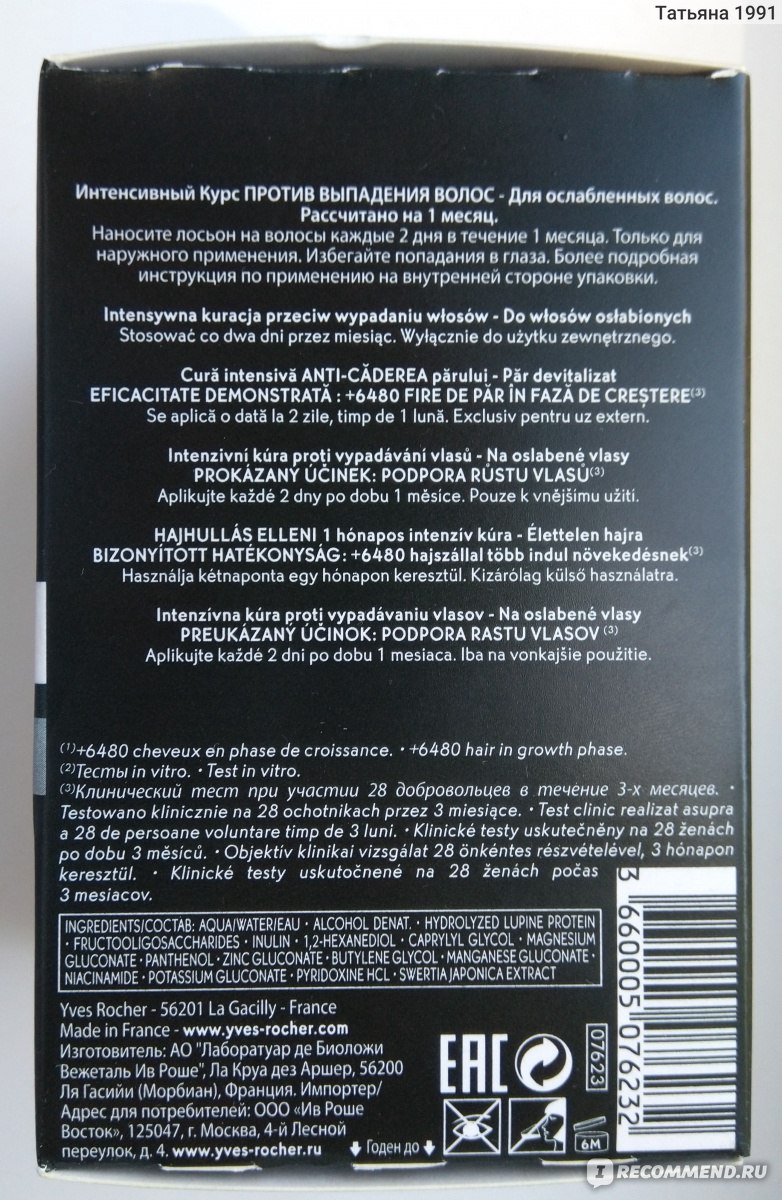 Татьяна 1991
Интенсивный Курс ПРОТИВ ВЫПАДЕНИЯ ВОЛОС - Для ослабленных волос.
Рассчитано на 1 месяц.
Наносите лосьон на волосы каждые 2 дня в течение 1 месяца. Только для
наружного применения. Избегайте попадания в глаза. Более подробная
инструкция по применению на внутренней стороне упаковки.
Intensywna kuracja przeciw wypadaniu włosów - Do włosów osłabionych
Stosować co dwa dni przez miesiąc. Wyłącznie do użytku zewnętrznego.
Cură intensivă ANTI-CĂDEREA părului - Păr devitalizat
EFICACITATE DEMONSTRATĂ : +6480 FIRE DE PĂR ÎN FAZĂ DE CREȘTERE(3)
Se aplică o dată la 2 zile, timp de 1 lună. Exclusiv pentru uz extern.
Intenzivní kúra proti vypadávání vlasů - Na oslabené vlasy
PROKÁZANÝ ÚČINEK: PODPORA RŮSTU VLASŮ(3)
Aplikujte každé 2 dny po dobu 1 měsíce. Pouze k vnějšímu užití.
HAJHULLÁS ELLENI 1 hónapos intenzív kúra - Élettelen hajra
BIZONYÍTOTT HATÉKONYSÁG: +6480 hajszállal több indul növekedésnek(3)
Használja kétnaponta egy hónapon keresztül. Kizárólag külső használatra.
Intenzívna kúra proti vypadávaniu vlasov - Na oslabené vlasy
PREUKÁZANÝ ÚČINOK: PODPORA RASTU VLASOV (3)
Aplikujte každé 2 dni po dobu 1 mesiaca. Iba na vonkajšie použitie.
(1)+6480 cheveux en phase de croissance. • +6480 hair in growth phase.
(2)Тесты in vitro. • Test in vitro.
(3)Клинический тест при участии 28 добровольцев в течение 3-х месяцев. •
Testowano klinicznie na 28 ochotnikach przez 3 miesiące. • Test clinic realizat asupra
a 28 de persoane voluntare timp de 3 luni. • Klinické testy uskutečněny na 28 ženách
po dobu 3 měsíců. • Objektív klinikai vizsgálat 28 önkéntes részvételével, 3 hónapon
keresztül. • Klinické testy uskutočnené na 28 ženách počas
3 mesiacov.
INGREDIENTS/СОСТАВ: AQUA/WATER/EAU • ALCOHOL DENAT. • HYDROLYZED LUPINE PROTEIN
• FRUCTOOLIGOSACCHARIDES • INULIN • 1,2-HEXANEDIOL • CAPRYLYL GLYCOL • MAGNESIUM
GLUCONATE • PANTHENOL • ZINC GLUCONATE • BUTYLENE GLYCOL • MANGANESE GLUCONATE •
NIACINAMIDE • POTASSIUM GLUCONATE • PYRIDOXINE HCL • SWERTIA JAPONICA EXTRACT
Yves Rocher - 56201 La Gacilly - France
Made in France - www.yves-rocher.com
Изготовитель: АО "Лаборатуар де Биоложи
Вежеталь Ив Роше", Ла Круа дез Аршер, 56200
Ля Гасийи (Морбиан), Франция. Импортер/
Адрес для потребителей: ООО «Ив Роше
Восток», 125047, г. Москва, 4-й Лесной
переулок, д. 4. www.yves-rocher.ru
Годен до
EAC
07623
6M
3 660005 076232
IRECOMMEND.RU